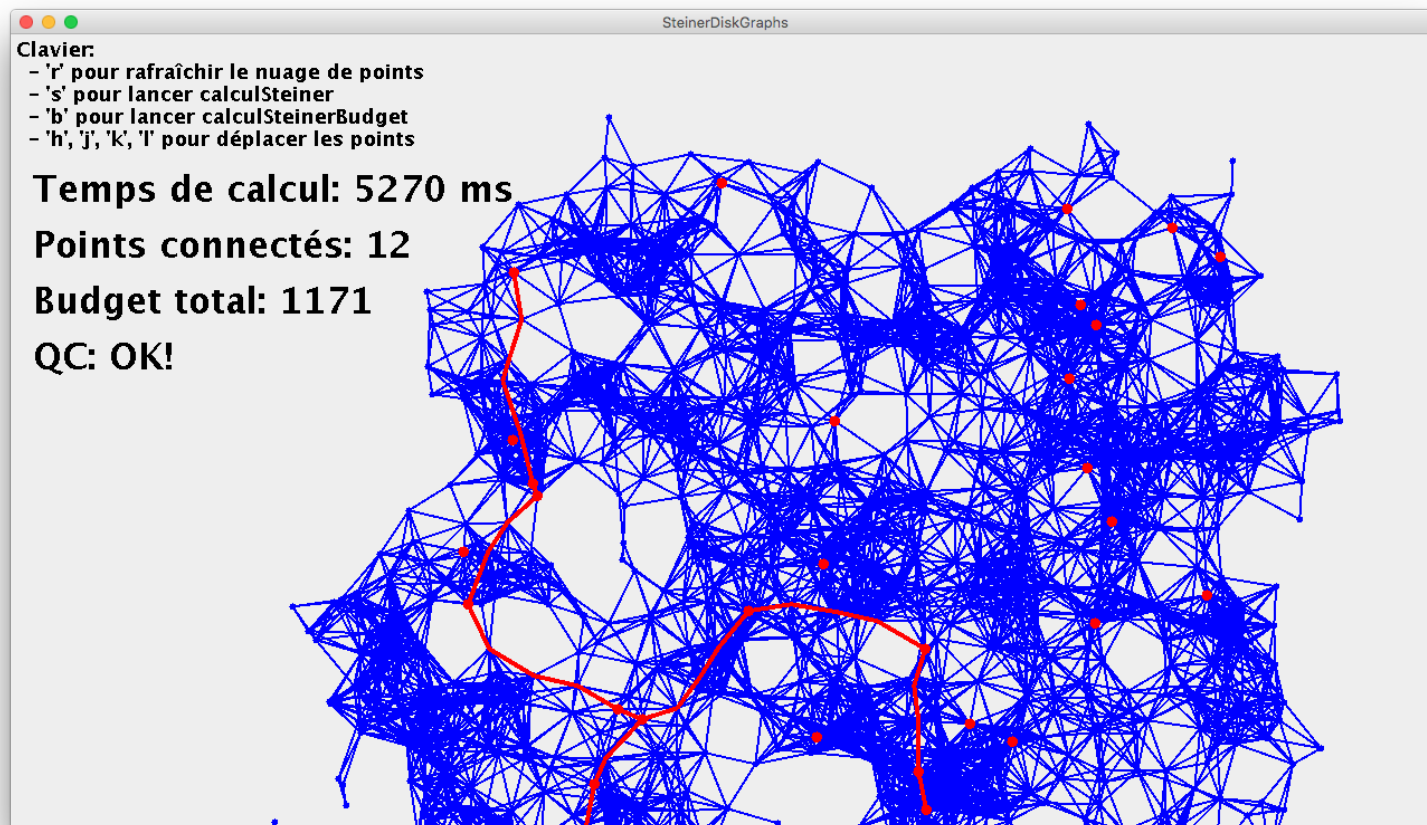 SteinerDiskGraphs
Clavier:
- 'r' pour rafraîchir le nuage de points
- 's' pour lancer calculSteiner
- 'b' pour lancer calculSteinerBudget
- 'h', 'j', 'k', 'l' pour déplacer les points
Temps de calcul: 5270 ms
Points connectés: 12
Budget total: 1171
QC: OK!